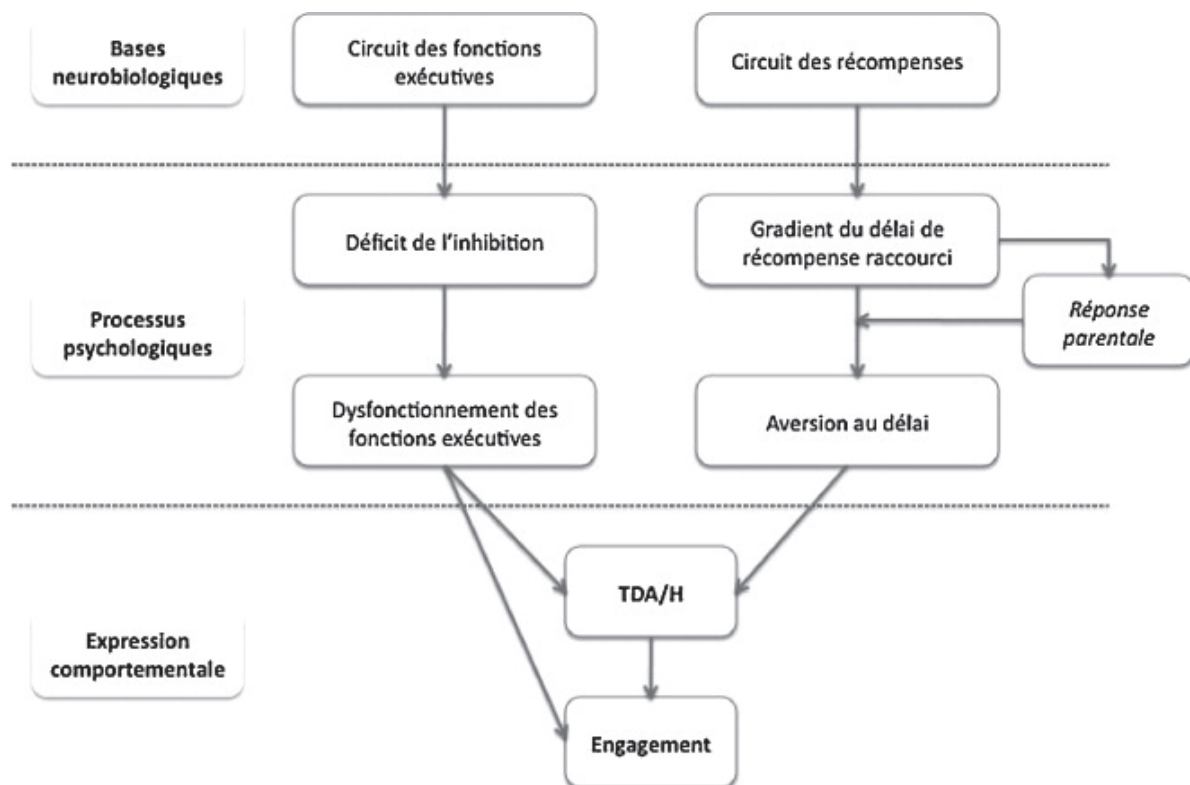 Bases
neurobiologiques
Circuit des fonctions
exécutives
Circuit des récompenses
Déficit de l’inhibition
Gradient du délai de
récompense raccourci
Réponse
parentale
Processus
psychologiques
Dysfonctionnement des
fonctions exécutives
Aversion au délai
TDA/H
Expression
comportementale
Engagement